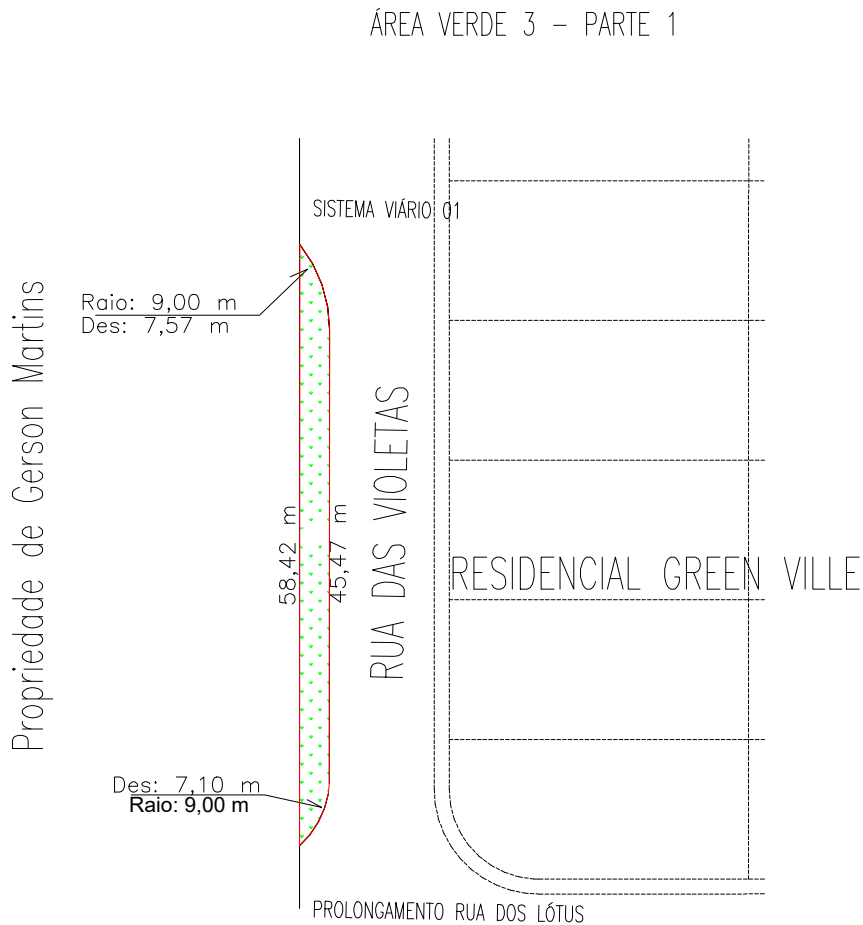 ÁREA VERDE 3 - PARTE 1
SISTEMA VIÁRIO 01
Raio: 9,00 m
Des: 7,57 m
Propriedade de Gerson Martins
58,42 m
45,47 m
RUA DAS VIOLETAS
RESIDENCIAL GREEN VILLE
Des: 7,10 m
Raio: 9,00 m
PROLONGAMENTO RUA DOS LÓTUS